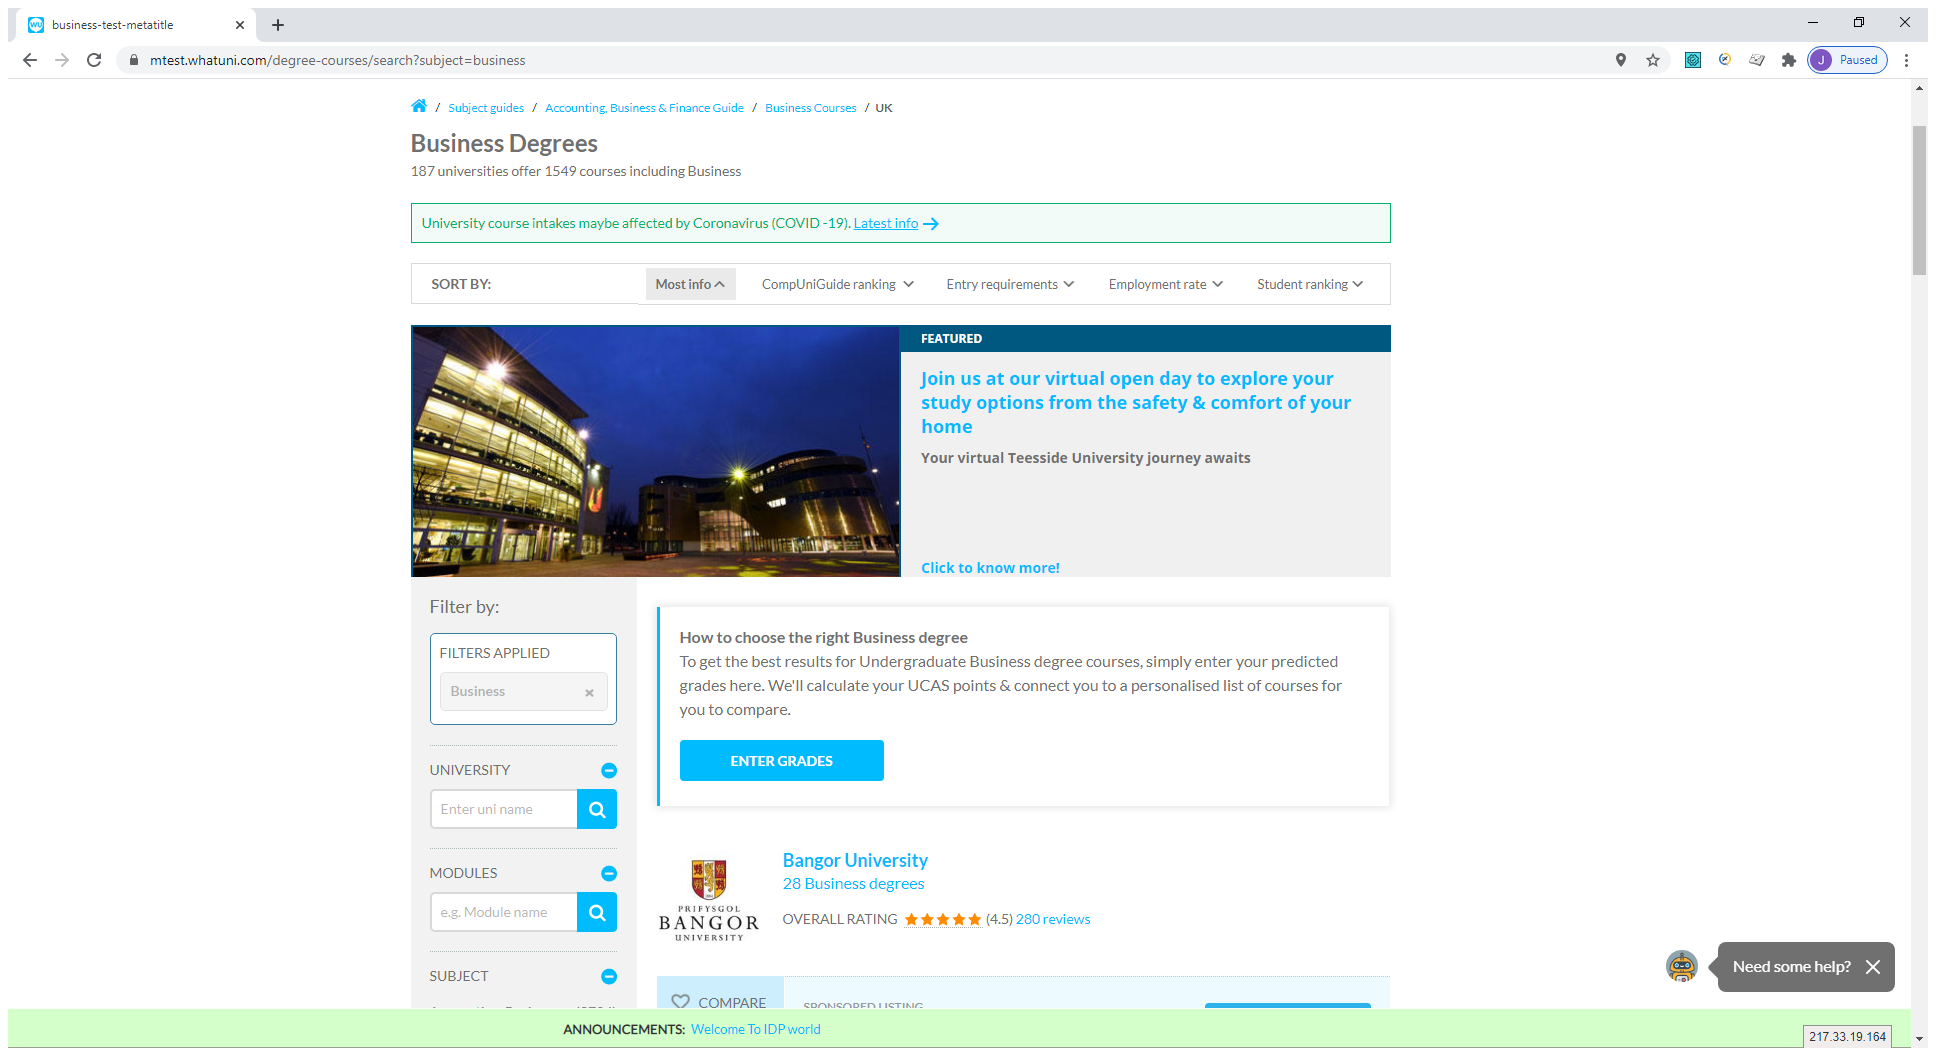 business-test-metatitle
mtest.whatuni.com/degree-courses/search?subject=business
J Paused
/ Subject guides / Accounting, Business & Finance Guide / Business Courses / UK
Business Degrees
187 universities offer 1549 courses including Business
University course intakes maybe affected by Coronavirus (COVID -19). Latest info
SORT BY: Most info CompUniGuide ranking Entry requirements Employment rate Student ranking
FEATURED
Join us at our virtual open day to explore your
study options from the safety & comfort of your
home
Your virtual Teesside University journey awaits
Click to know more!
Filter by:
FILTERS APPLIED
Business
UNIVERSITY
Enter uni name
MODULES
e.g. Module name
SUBJECT
How to choose the right Business degree
To get the best results for Undergraduate Business degree courses, simply enter your predicted
grades here. We'll calculate your UCAS points & connect you to a personalised list of courses for
you to compare.
ENTER GRADES
PRIFYSGOL
BANGOR
UNIVERSITY
Bangor University
28 Business degrees
OVERALL RATING (4.5) 280 reviews
COMPARE
SPONSORED LISTING
Need some help?
ANNOUNCEMENTS: Welcome To IDP world
217.33.19.164